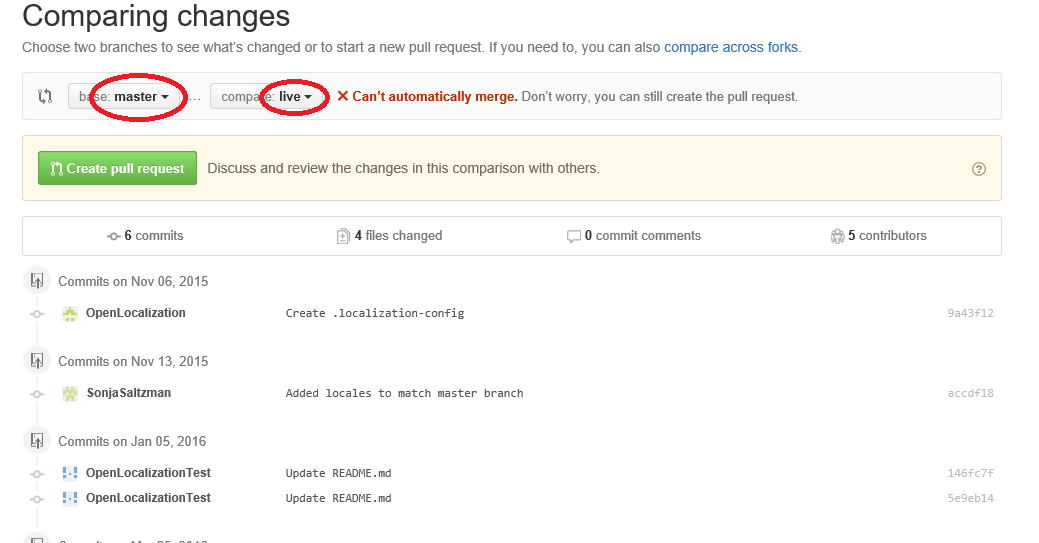 Comparing changes
Choose two branches to see what's changed or to start a new pull request. If you need to, you can also compare across forks.
base: master ... compare: live Can't automatically merge. Don't worry, you can still create the pull request.
Create pull request Discuss and review the changes in this comparison with others.
6 commits 4 files changed 0 commit comments 5 contributors
Commits on Nov 06, 2015
OpenLocalization Create .localization-config 9a43f12
Commits on Nov 13, 2015
SonjaSaltzman Added locales to match master branch accdf18
Commits on Jan 05, 2016
OpenLocalizationTest Update README.md 146fc7f
OpenLocalizationTest Update README.md 5e9eb14